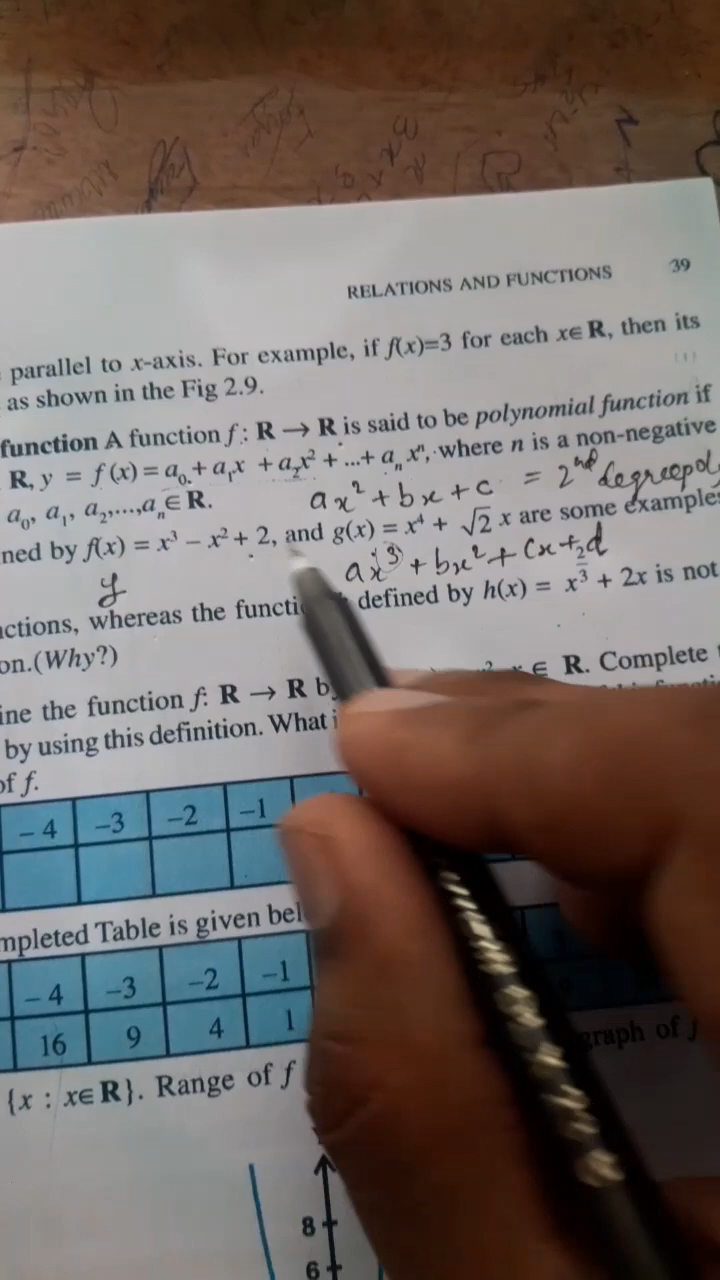 RELATIONS AND FUNCTIONS 39
parallel to x-axis. For example, if f(x)=3 for each x∈ R, then its
as shown in the Fig 2.9.
function A function f : R → R is said to be polynomial function if
R, y = f (x) = a₀ + a₁x + a₂x² + ...+ aₙ xⁿ, where n is a non-negative
a₀, a₁, a₂,...,aₙ∈ R.
ax² + bx + c = 2nd degree
ned by f(x) = x³ – x² + 2, and g(x) = x⁴ + √2 x are some examples
y ax³ + bx² + cx + d
ctions, whereas the functi defined by h(x) = x^(2/3) + 2x is not
on.(Why?)
ine the function f: R → R b ∈ R. Complete
by using this definition. What i
of f.
– 4 –3 –2 –1
mpleted Table is given bel
– 4 –3 –2 –1
16 9 4 1
graph of f
{x : x∈ R}. Range of f
8
6